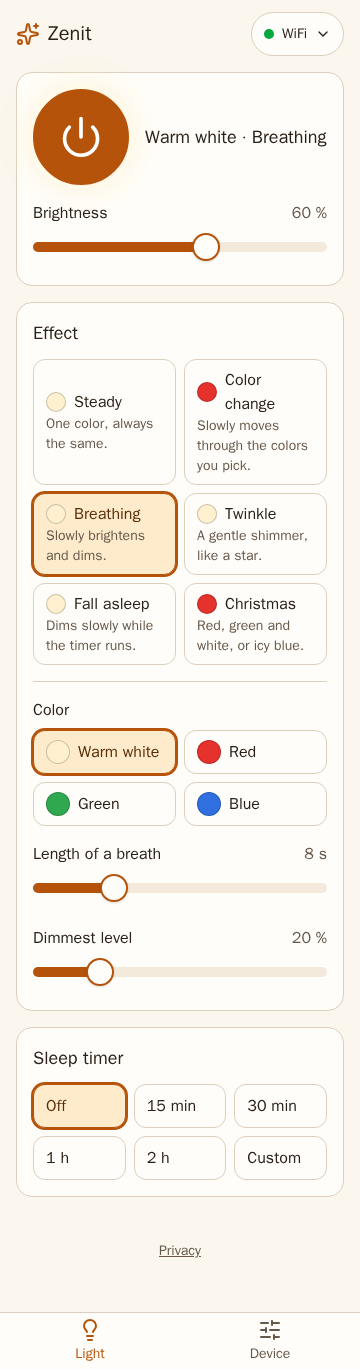 Zenit
WiFi
Warm white · Breathing
Brightness
60 %
Effect
Steady
One color, always
the same.
Color
change
Slowly moves
through the colors
you pick.
Breathing
Slowly brightens
and dims.
Twinkle
A gentle shimmer,
like a star.
Fall asleep
Dims slowly while
the timer runs.
Christmas
Red, green and
white, or icy blue.
Color
Warm white
Red
Green
Blue
Length of a breath
8 s
Dimmest level
20 %
Sleep timer
Off
15 min
30 min
1 h
2 h
Custom
Privacy
Light
Device